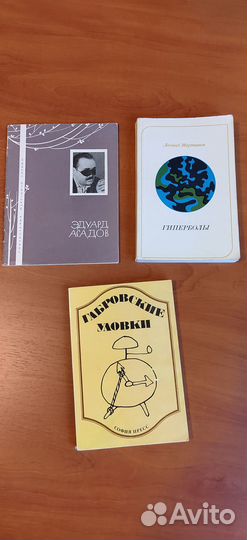 ЭДУАРД
АСАДОВ
Леонид Мартынов
ГИПЕРБОЛЫ
ГАБРОВСКИЕ
УЛОВКИ
СОФИЯ ПРЕСС
Avito